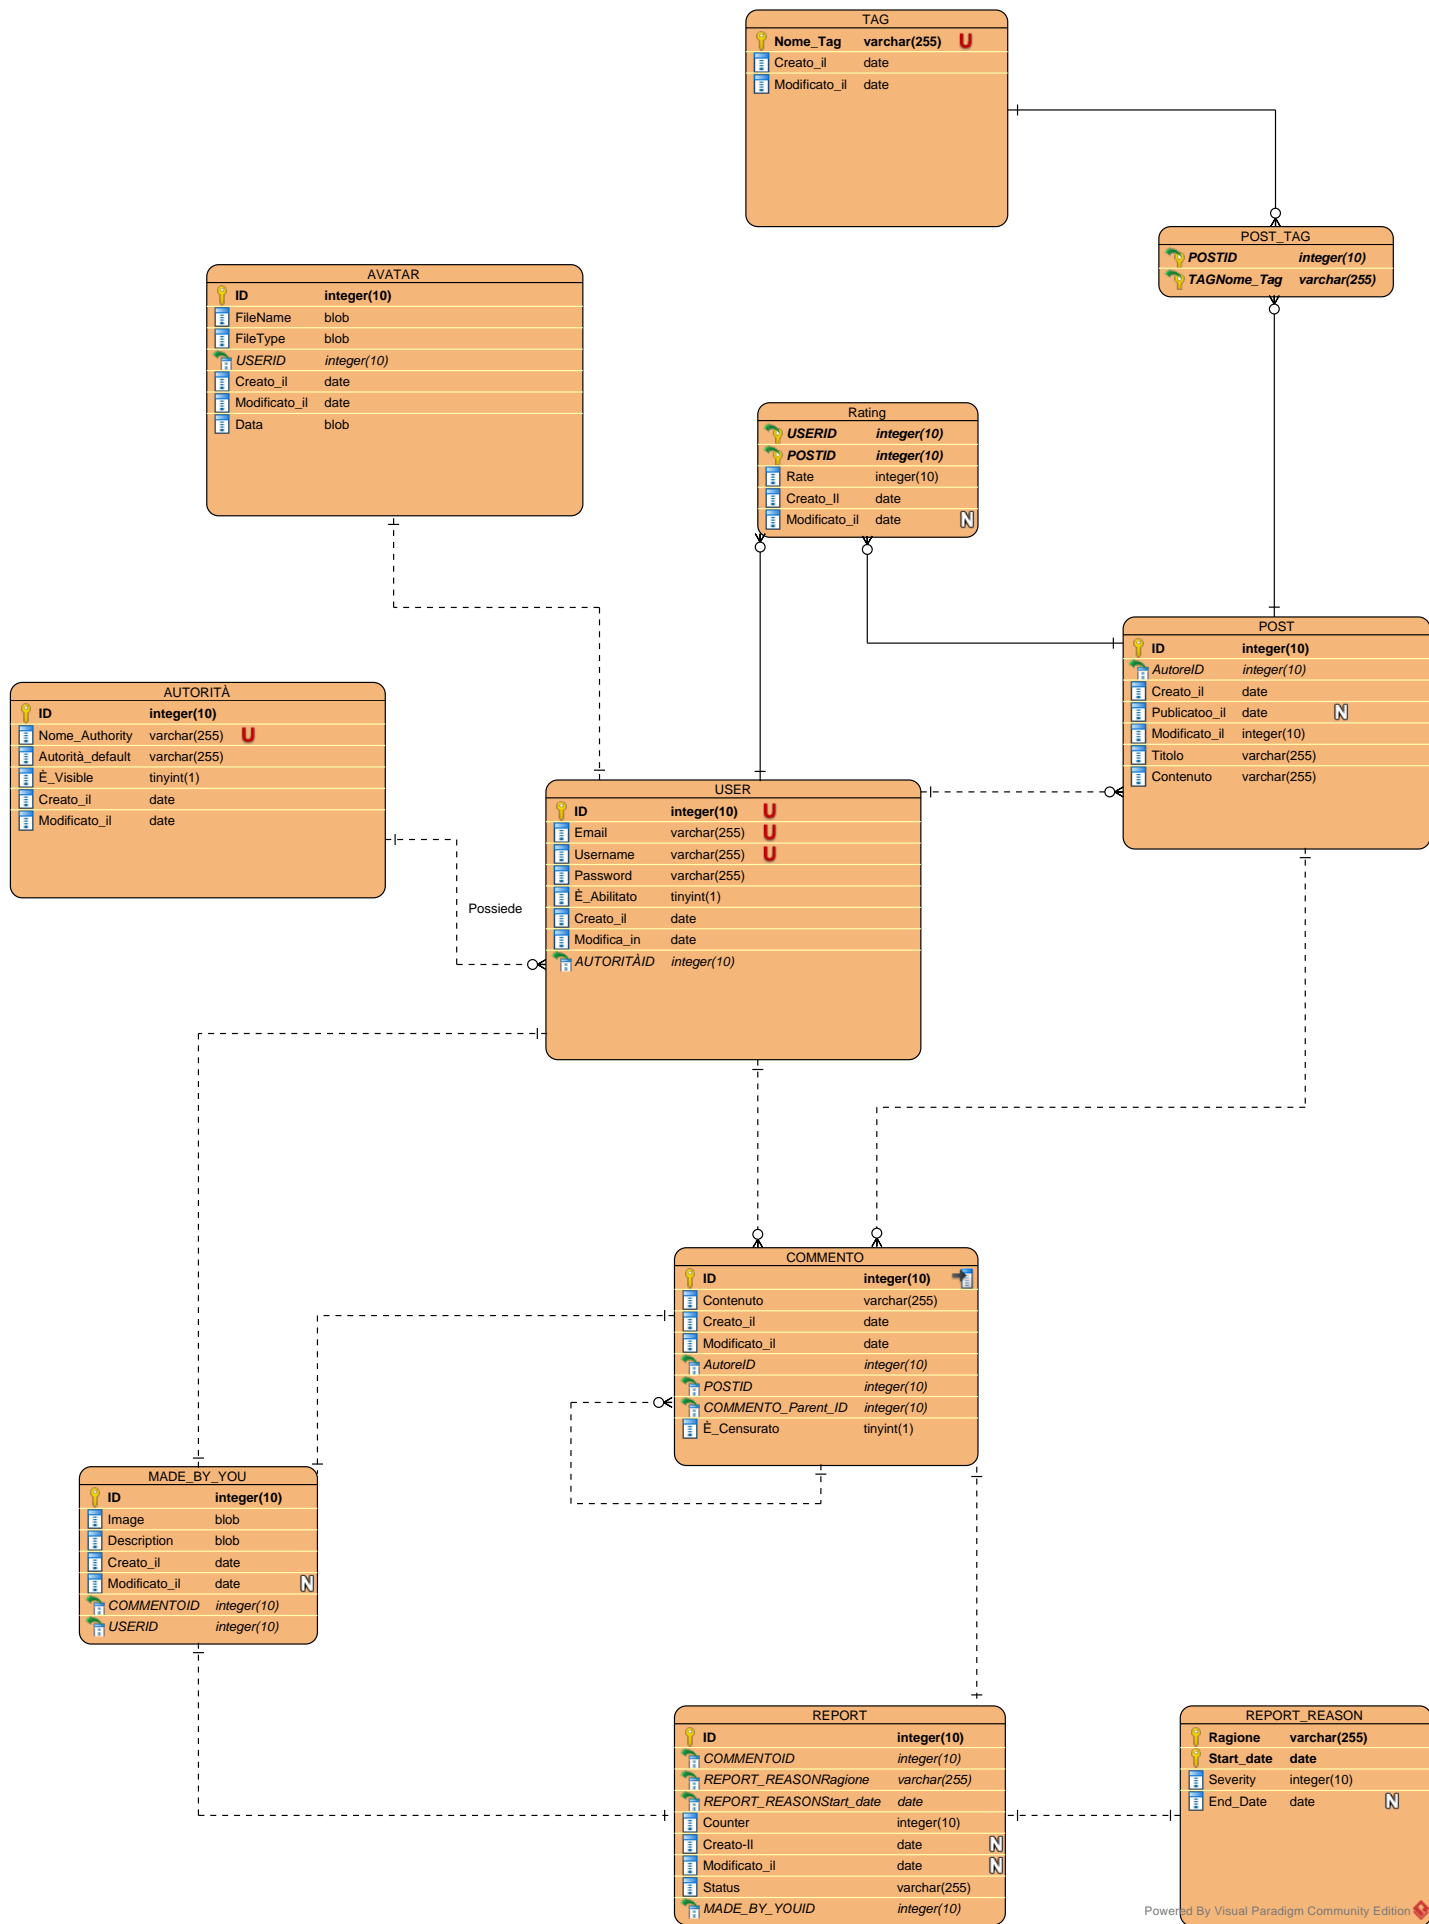 TAG
Nome_Tag varchar(255) U
Creato_il date
Modificato_il date
POST_TAG
POSTID integer(10)
TAGNome_Tag varchar(255)
AVATAR
ID integer(10)
FileName blob
FileType blob
USERID integer(10)
Creato_il date
Modificato_il date
Data blob
Rating
USERID integer(10)
POSTID integer(10)
Rate integer(10)
Creato_Il date
Modificato_il date N
POST
ID integer(10)
AutoreID integer(10)
Creato_il date
Publicatoo_il date N
Modificato_il integer(10)
Titolo varchar(255)
Contenuto varchar(255)
AUTORITÀ
ID integer(10)
Nome_Authority varchar(255) U
Autorità_default varchar(255)
È_Visible tinyint(1)
Creato_il date
Modificato_il date
Possiede
USER
ID integer(10) U
Email varchar(255) U
Username varchar(255) U
Password varchar(255)
È_Abilitato tinyint(1)
Creato_il date
Modifica_in date
AUTORITÀID integer(10)
COMMENTO
ID integer(10)
Contenuto varchar(255)
Creato_il date
Modificato_il date
AutoreID integer(10)
POSTID integer(10)
COMMENTO_Parent_ID integer(10)
È_Censurato tinyint(1)
MADE_BY_YOU
ID integer(10)
Image blob
Description blob
Creato_il date
Modificato_il date N
COMMENTOID integer(10)
USERID integer(10)
REPORT
ID integer(10)
COMMENTOID integer(10)
REPORT_REASONRagione varchar(255)
REPORT_REASONStart_date date
Counter integer(10)
Creato-Il date N
Modificato_il date N
Status varchar(255)
MADE_BY_YOUID integer(10)
REPORT_REASON
Ragione varchar(255)
Start_date date
Severity integer(10)
End_Date date N
Powered By Visual Paradigm Community Edition